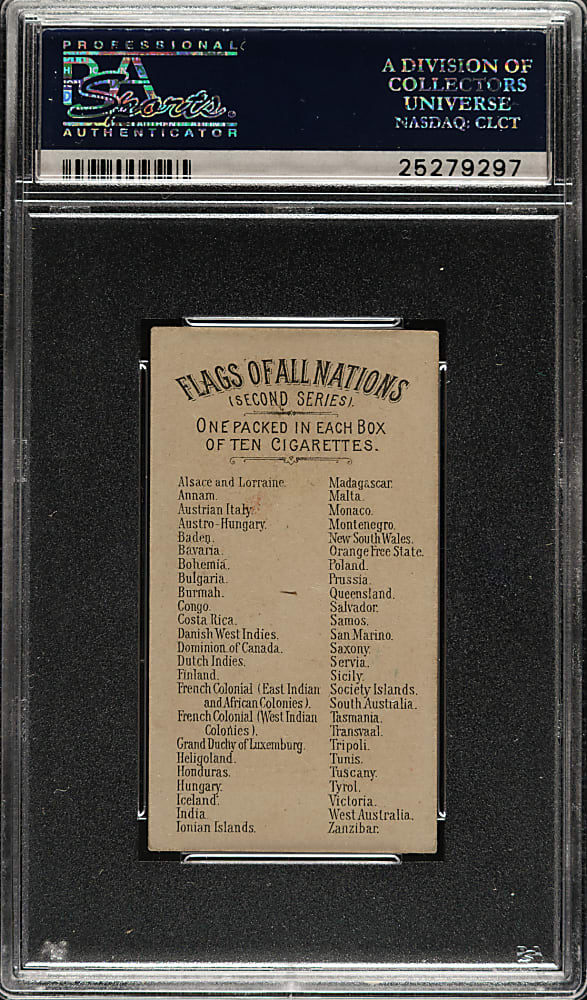 PROFESSIONAL
PSA
Sports
AUTHENTICATOR
A DIVISION OF
COLLECTORS
UNIVERSE
NASDAQ: CLCT
25279297
FLAGS OF ALL NATIONS
(SECOND SERIES).
ONE PACKED IN EACH BOX
OF TEN CIGARETTES.
Alsace and Lorraine.
Annam.
Austrian Italy.
Austro-Hungary.
Baden.
Bavaria.
Bohemia.
Bulgaria.
Burmah.
Congo.
Costa Rica.
Danish West Indies.
Dominion of Canada.
Dutch Indies.
Finland.
French Colonial (East Indian
and African Colonies).
French Colonial (West Indian
Colonies).
Grand Duchy of Luxemburg.
Heligoland.
Honduras.
Hungary.
Iceland.
India.
Ionian Islands.
Madagascar.
Malta.
Monaco.
Montenegro.
New South Wales.
Orange Free State.
Poland.
Prussia.
Queensland.
Salvador.
Samos.
San Marino.
Saxony.
Servia.
Sicily.
Society Islands.
South Australia.
Tasmania.
Transvaal.
Tripoli.
Tunis.
Tuscany.
Tyrol.
Victoria.
West Australia.
Zanzibar.